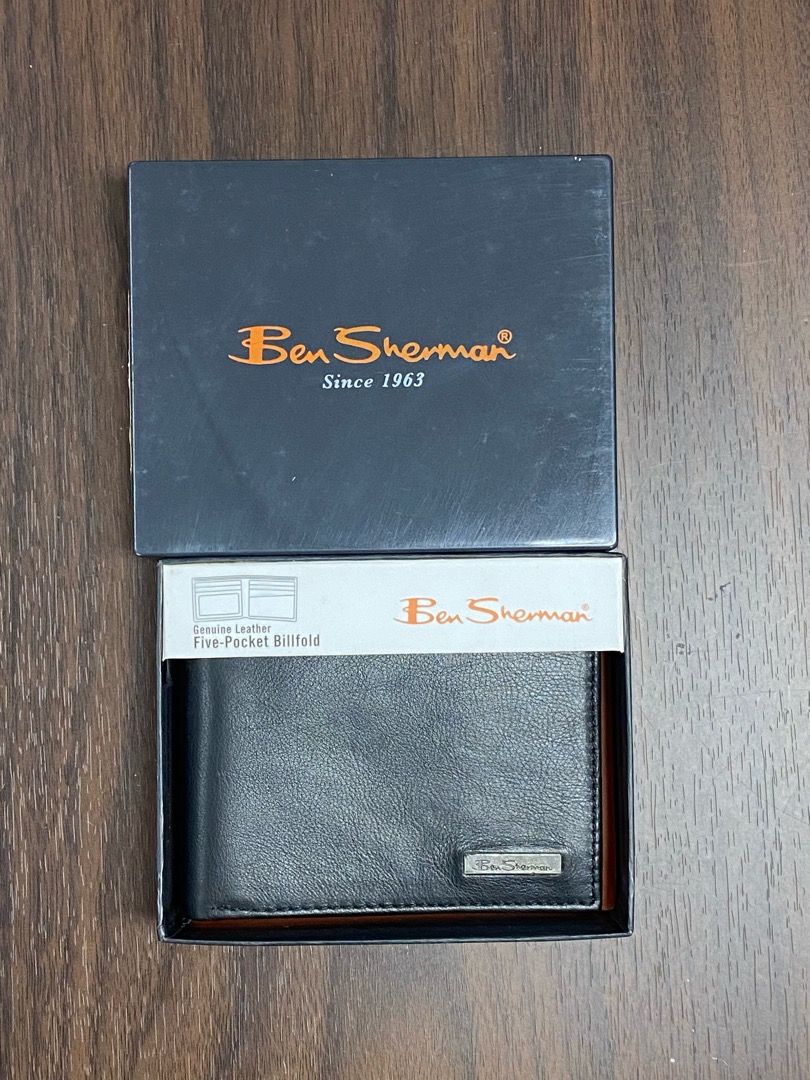 Ben Sherman®
Since 1963
Genuine Leather
Five-Pocket Billfold
Ben Sherman®
Ben Sherman